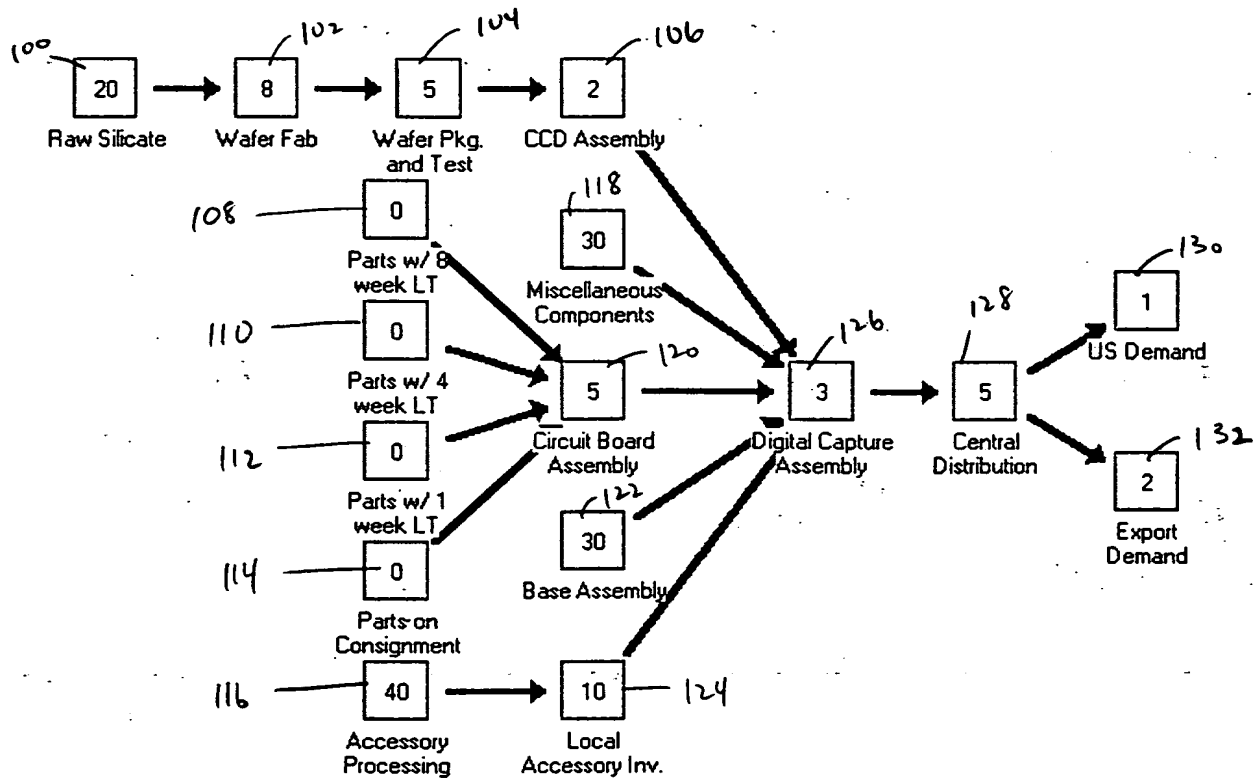 100
102
104
106
20
8
5
2
Raw Silicate
Wafer Fab
Wafer Pkg.
and Test
CCD Assembly
108
0
Parts w/ 8
week LT
118
30
Miscellaneous
Components
110
0
Parts w/ 4
week LT
120
5
Circuit Board
Assembly
126
3
Digital Capture
Assembly
128
5
Central
Distribution
130
1
US Demand
132
2
Export
Demand
112
0
Parts w/ 1
week LT
122
30
Base Assembly
114
0
Parts on
Consignment
116
40
Accessory
Processing
10
124
Local
Accessory Inv.